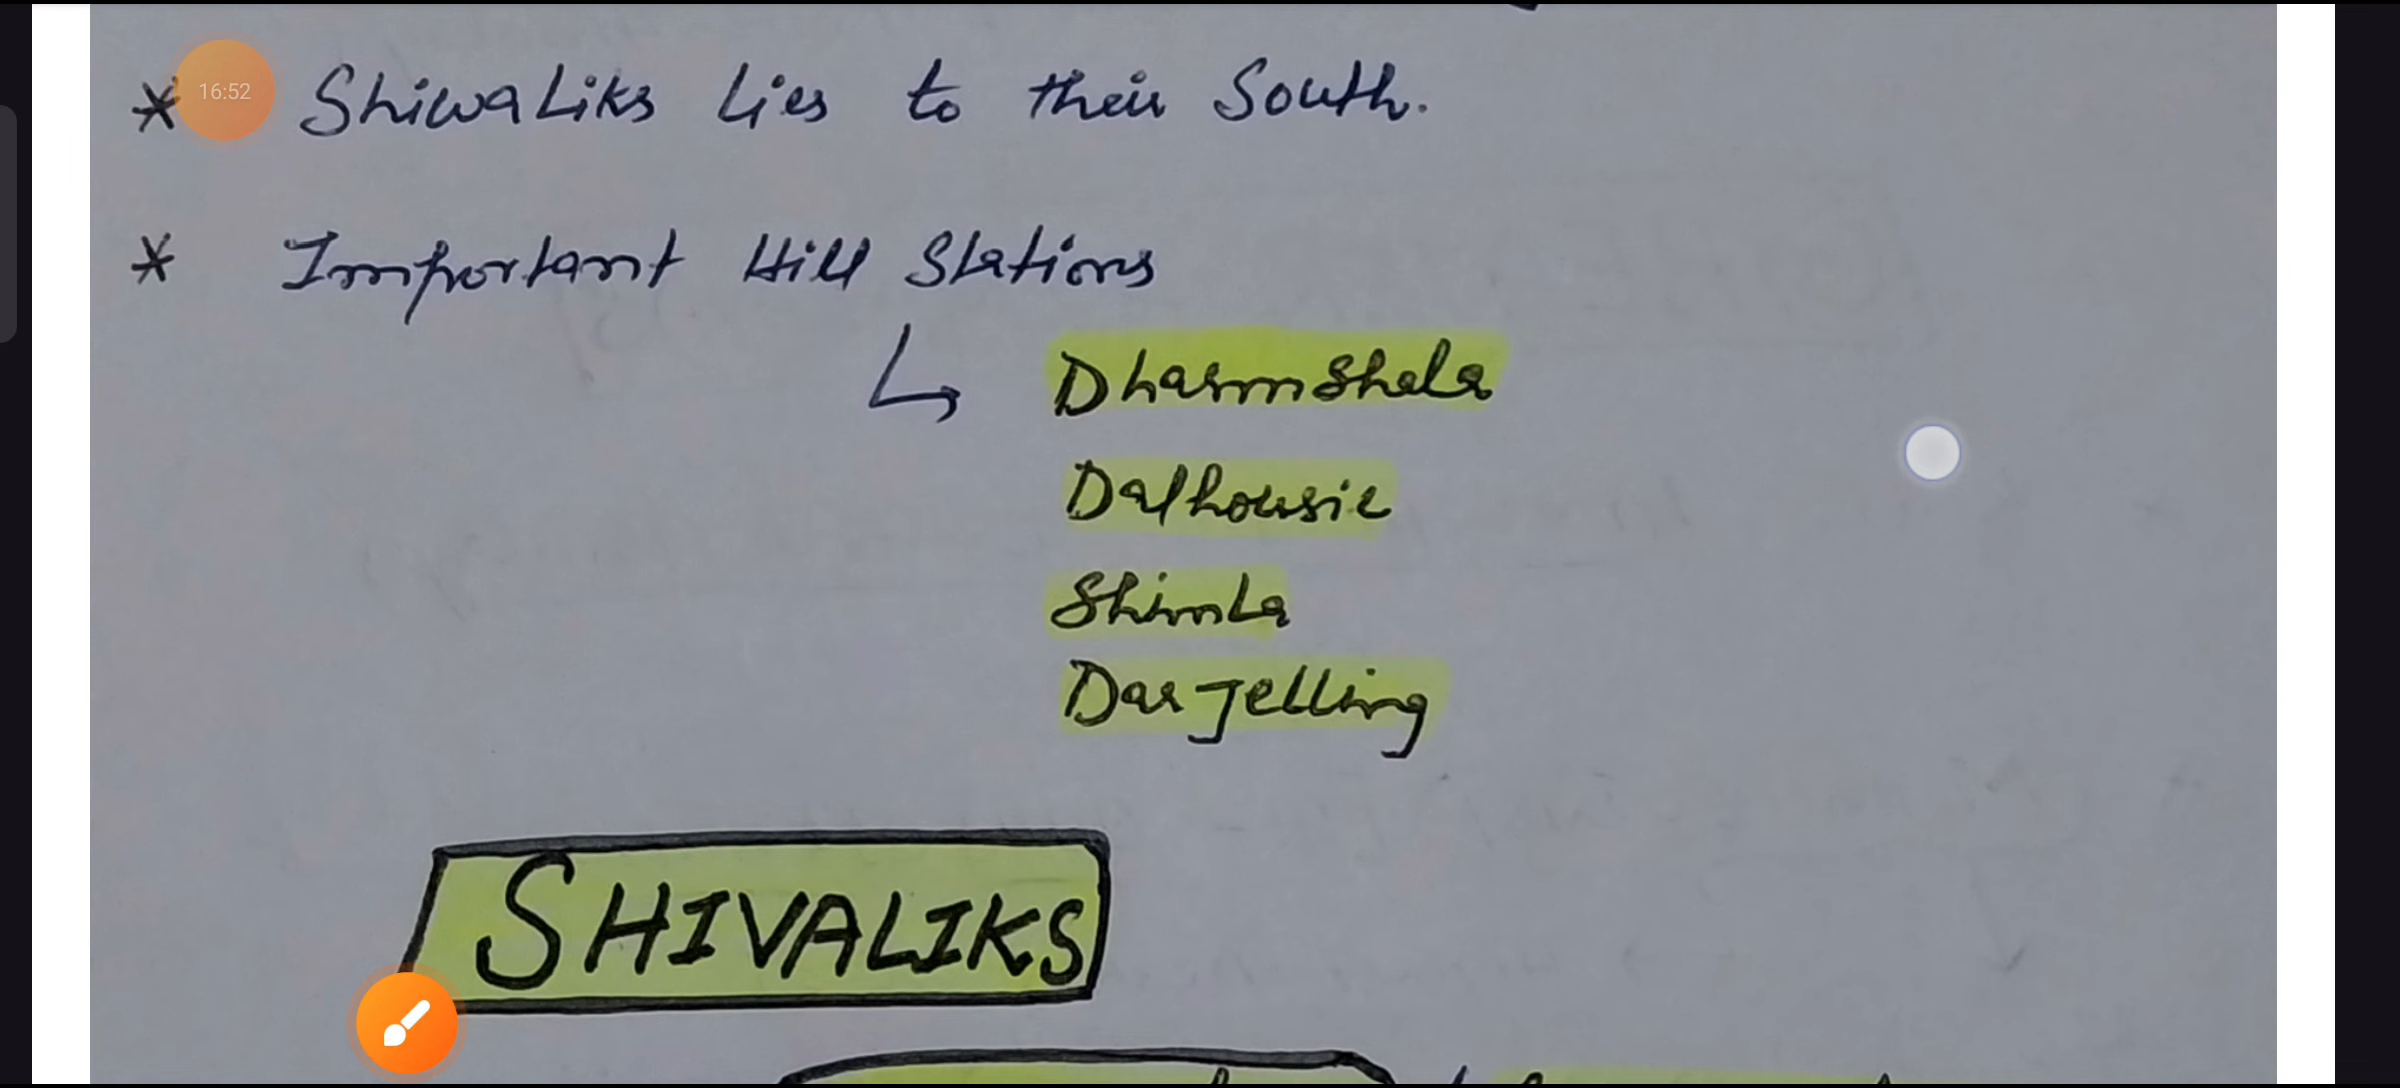 * Shiwaliks Lies to their South.
16:52
* Important Hill Stations
↳ Dharmshala
Dalhousie
Shimla
Darjelling
SHIVALIKS